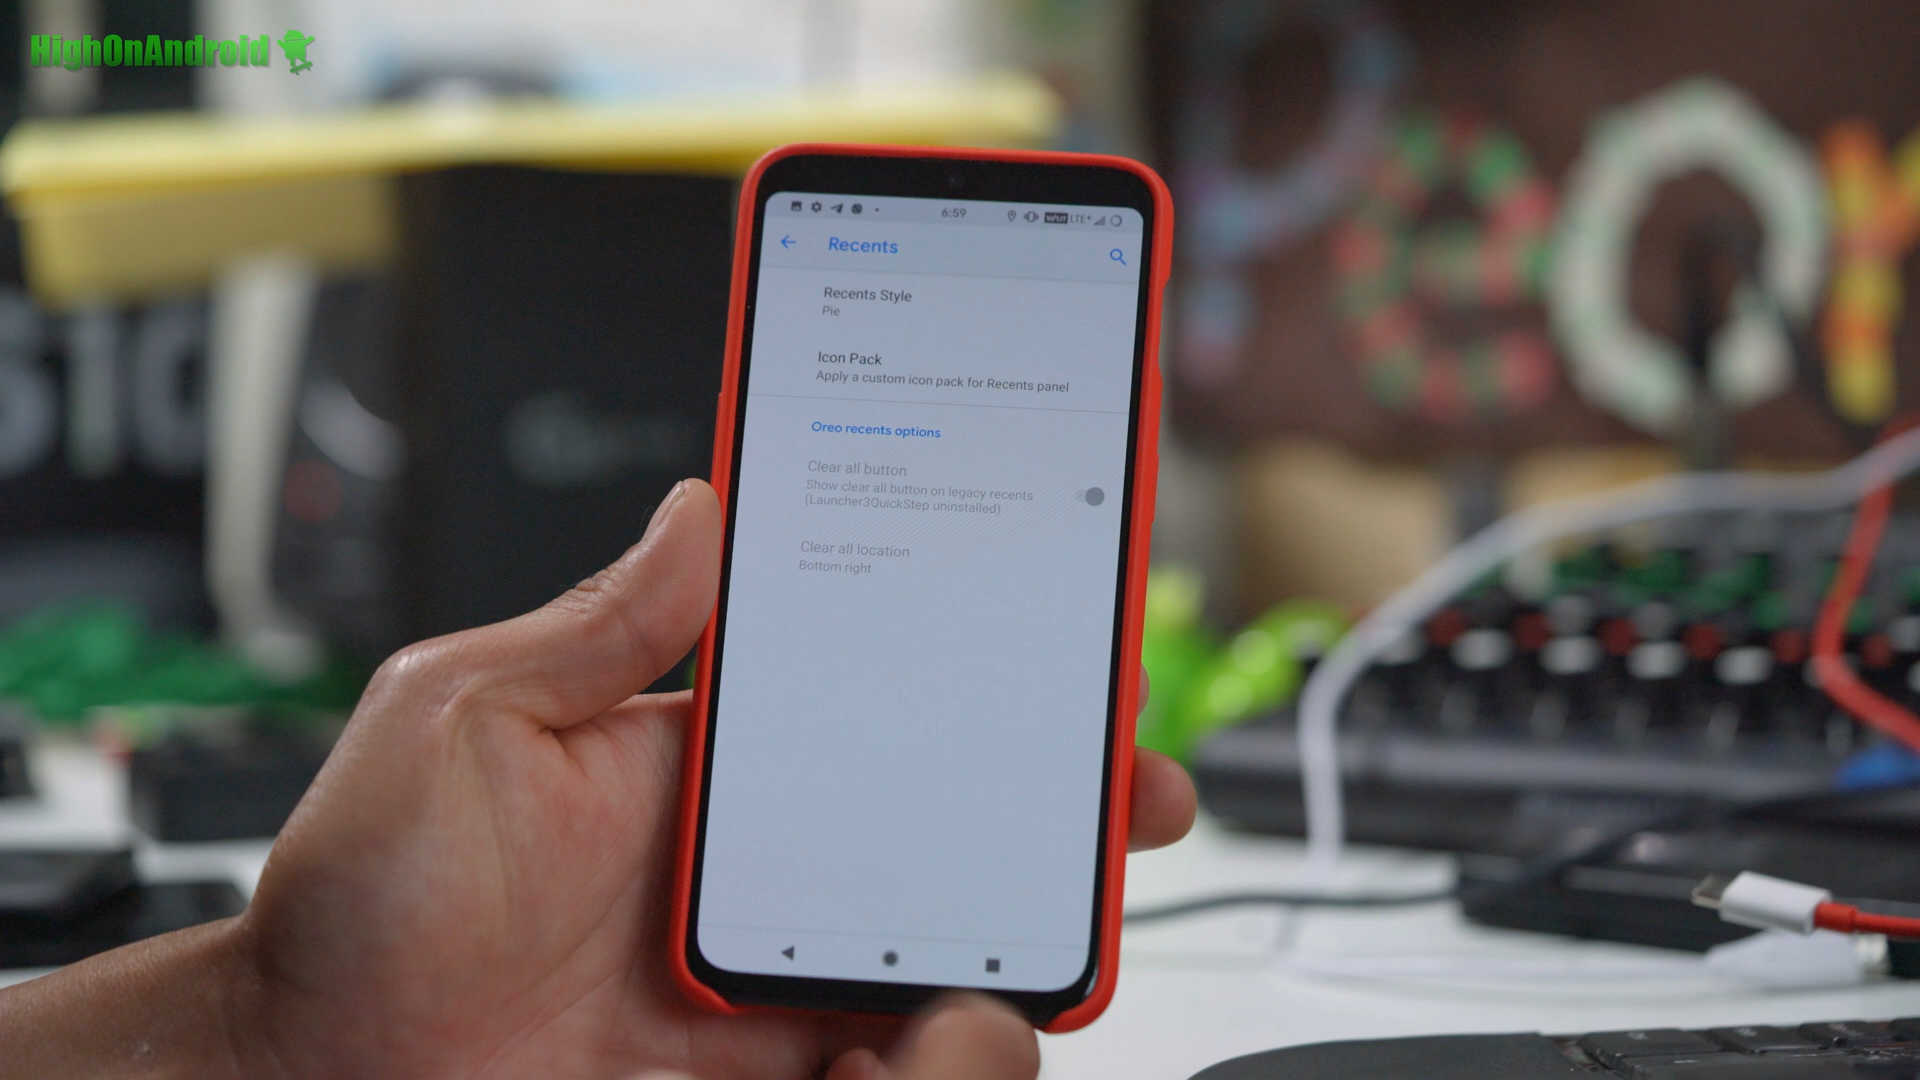 HighOnAndroid
6:59
LTE+
Recents
Recents Style
Pie
Icon Pack
Apply a custom icon pack for Recents panel
Oreo recents options
Clear all button
Show clear all button on legacy recents
(Launcher3QuickStep uninstalled)
Clear all location
Bottom right